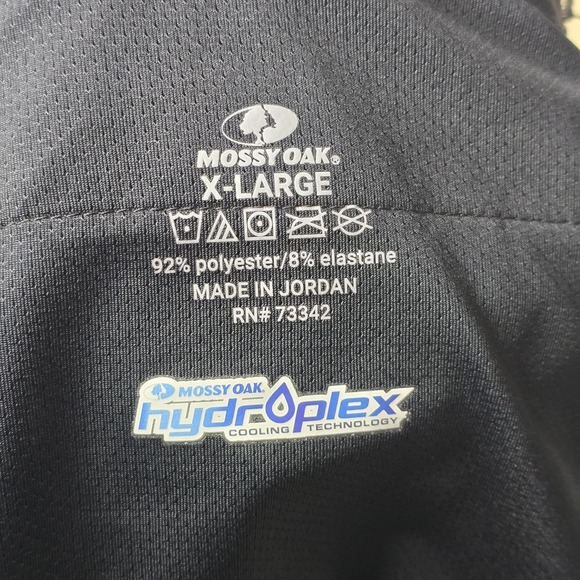 MOSSY OAK®
X-LARGE
92% polyester/8% elastane
MADE IN JORDAN
RN# 73342
MOSSY OAK.
hydroplex
COOLING TECHNOLOGY